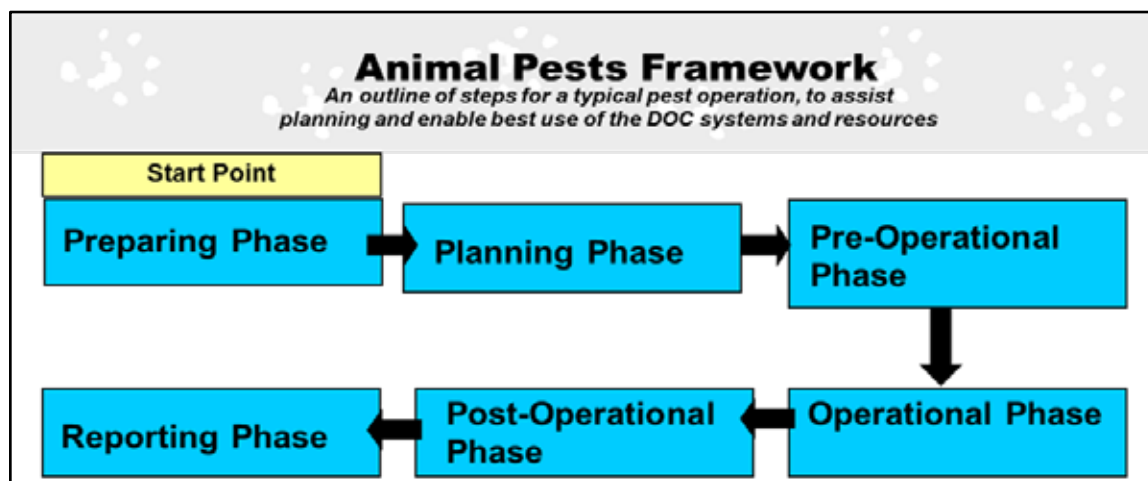 Animal Pests Framework
An outline of steps for a typical pest operation, to assist
planning and enable best use of the DOC systems and resources
Start Point
Preparing Phase
Planning Phase
Pre-Operational
Phase
Operational Phase
Post-Operational
Phase
Reporting Phase